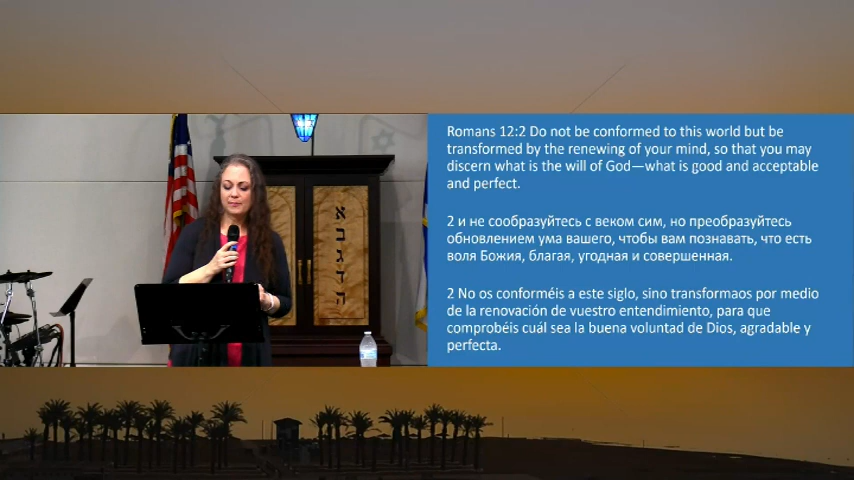 Romans 12:2 Do not be conformed to this world but be
transformed by the renewing of your mind, so that you may
discern what is the will of God—what is good and acceptable
and perfect.
2 и не сообразуйтесь с веком сим, но преобразуйтесь
обновлением ума вашего, чтобы вам познавать, что есть
воля Божия, благая, угодная и совершенная.
2 No os conforméis a este siglo, sino transformaos por medio
de la renovación de vuestro entendimiento, para que
comprobéis cuál sea la buena voluntad de Dios, agradable y
perfecta.
א
ב
ג
ד
ה